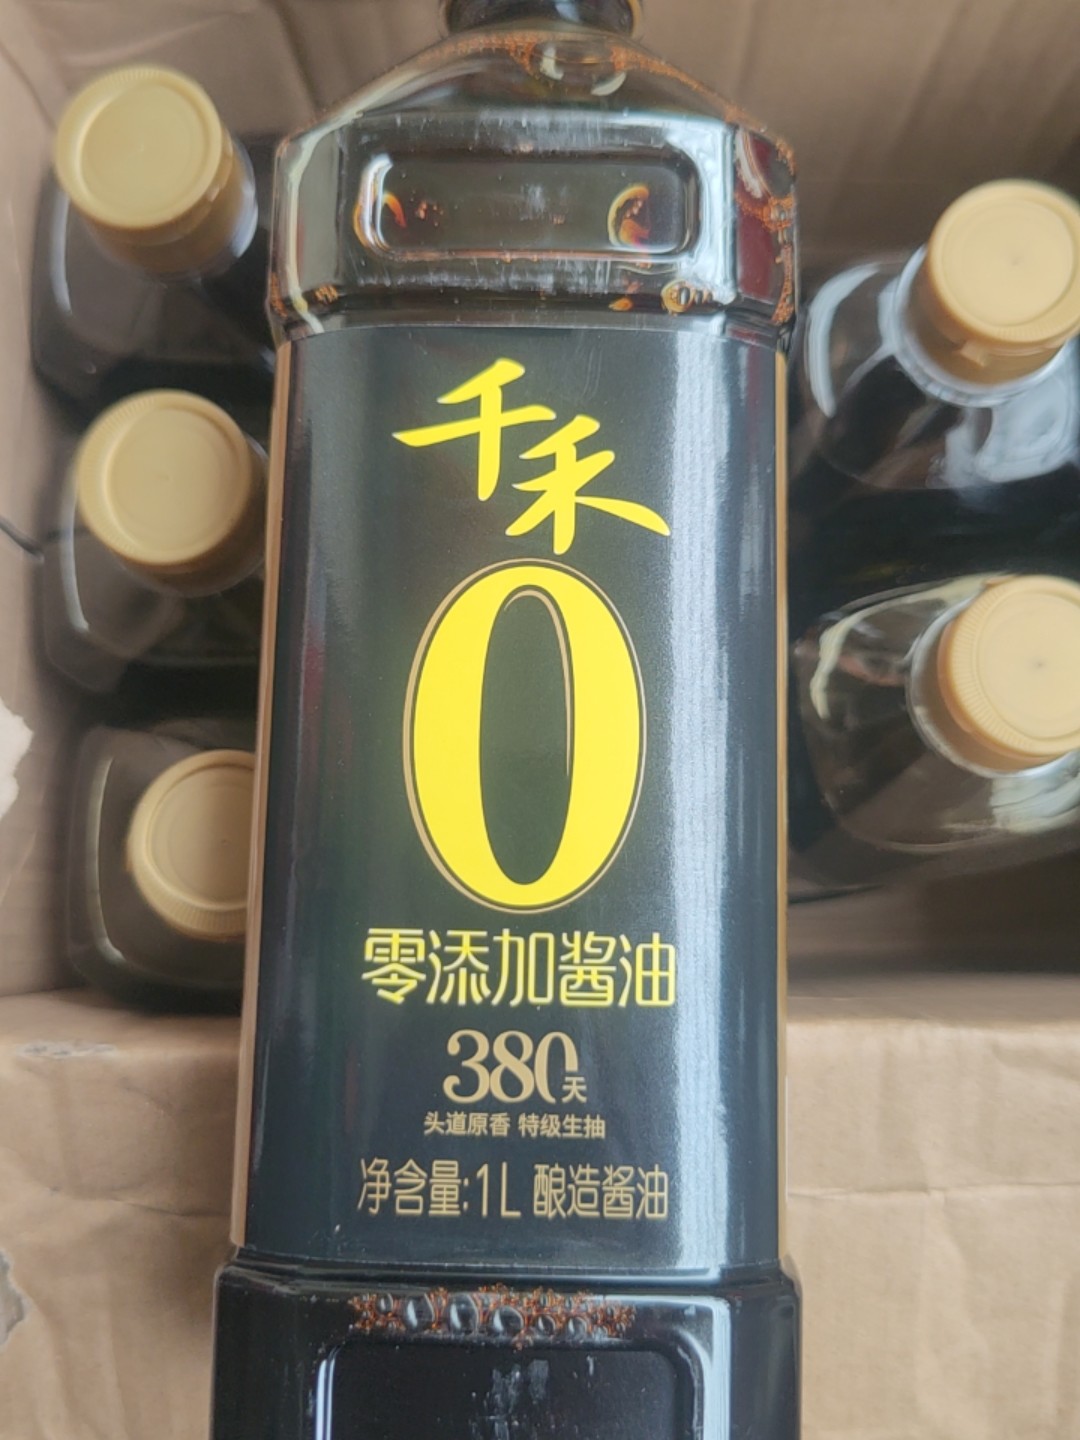 千禾
0
零添加酱油
380天
头道原香 特级生抽
净含量:1L 酿造酱油